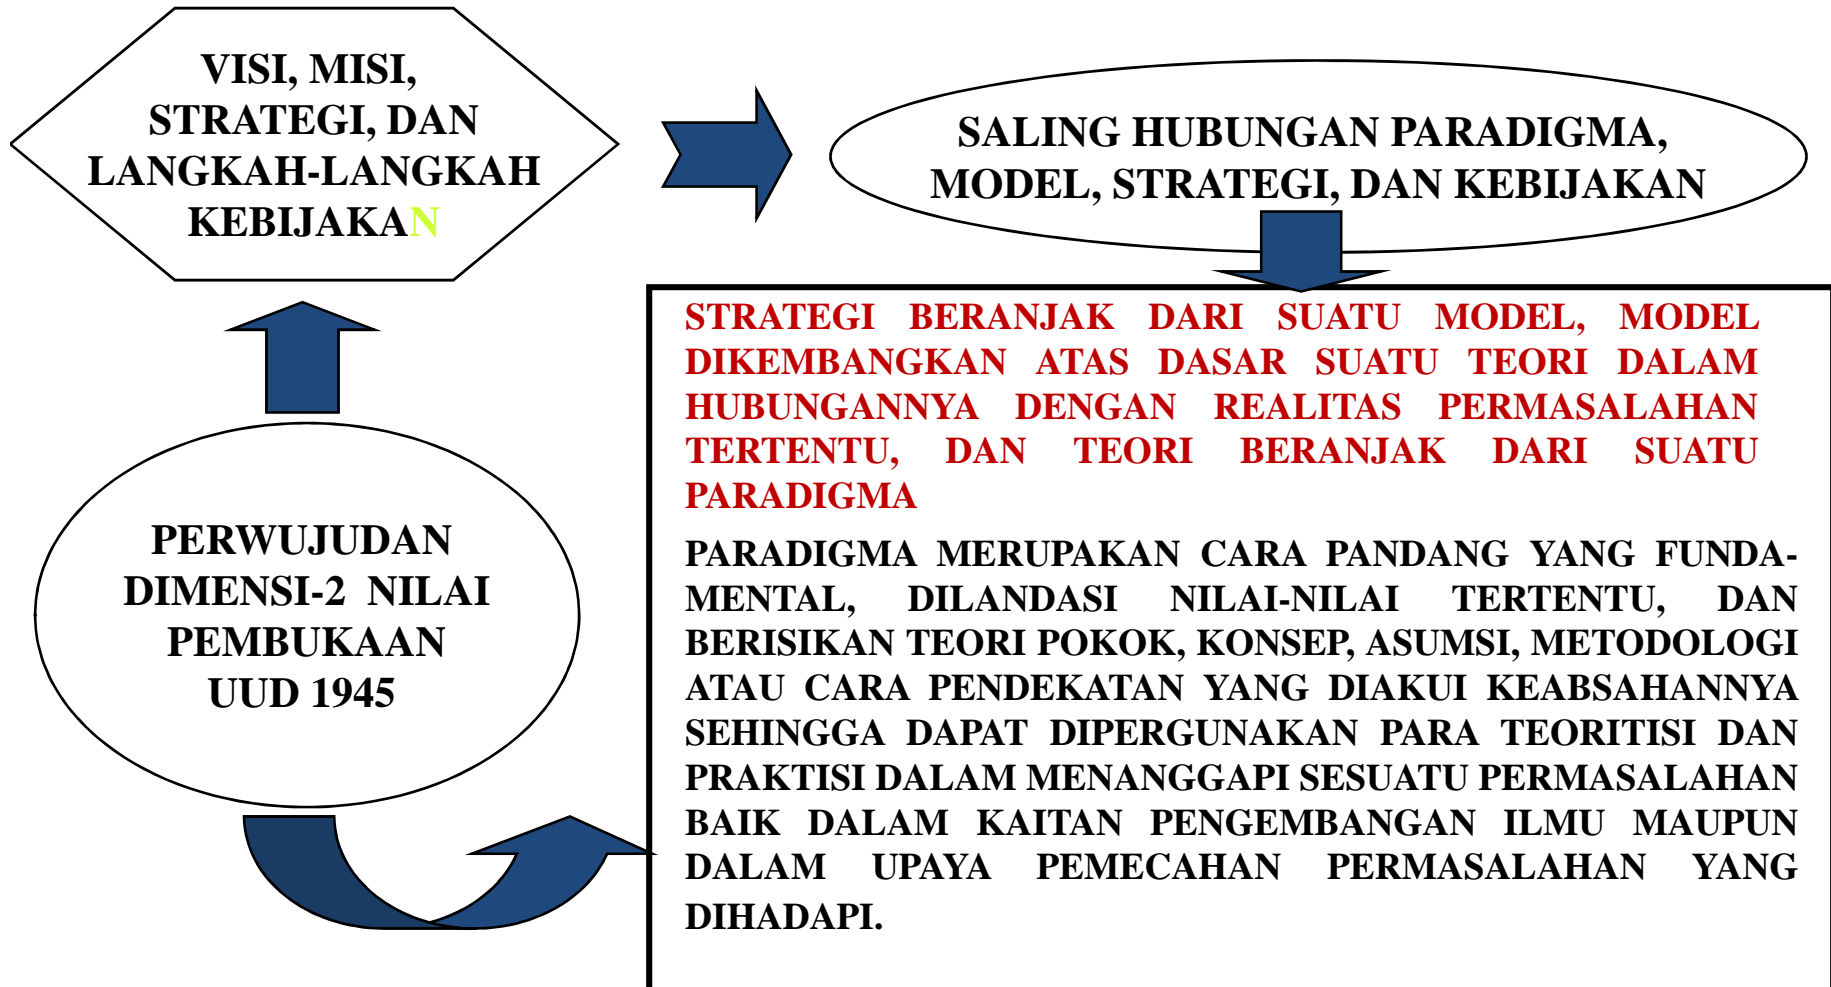 VISI, MISI,
STRATEGI, DAN
LANGKAH-LANGKAH
KEBIJAKAN
SALING HUBUNGAN PARADIGMA,
MODEL, STRATEGI, DAN KEBIJAKAN
PERWUJUDAN
DIMENSI-2 NILAI
PEMBUKAAN
UUD 1945
STRATEGI BERANJAK DARI SUATU MODEL, MODEL
DIKEMBANGKAN ATAS DASAR SUATU TEORI DALAM
HUBUNGANNYA DENGAN REALITAS PERMASALAHAN
TERTENTU, DAN TEORI BERANJAK DARI SUATU
PARADIGMA
PARADIGMA MERUPAKAN CARA PANDANG YANG FUNDA-
MENTAL, DILANDASI NILAI-NILAI TERTENTU, DAN
BERISIKAN TEORI POKOK, KONSEP, ASUMSI, METODOLOGI
ATAU CARA PENDEKATAN YANG DIAKUI KEABSAHANNYA
SEHINGGA DAPAT DIPERGUNAKAN PARA TEORITISI DAN
PRAKTISI DALAM MENANGGAPI SESUATU PERMASALAHAN
BAIK DALAM KAITAN PENGEMBANGAN ILMU MAUPUN
DALAM UPAYA PEMECAHAN PERMASALAHAN YANG
DIHADAPI.